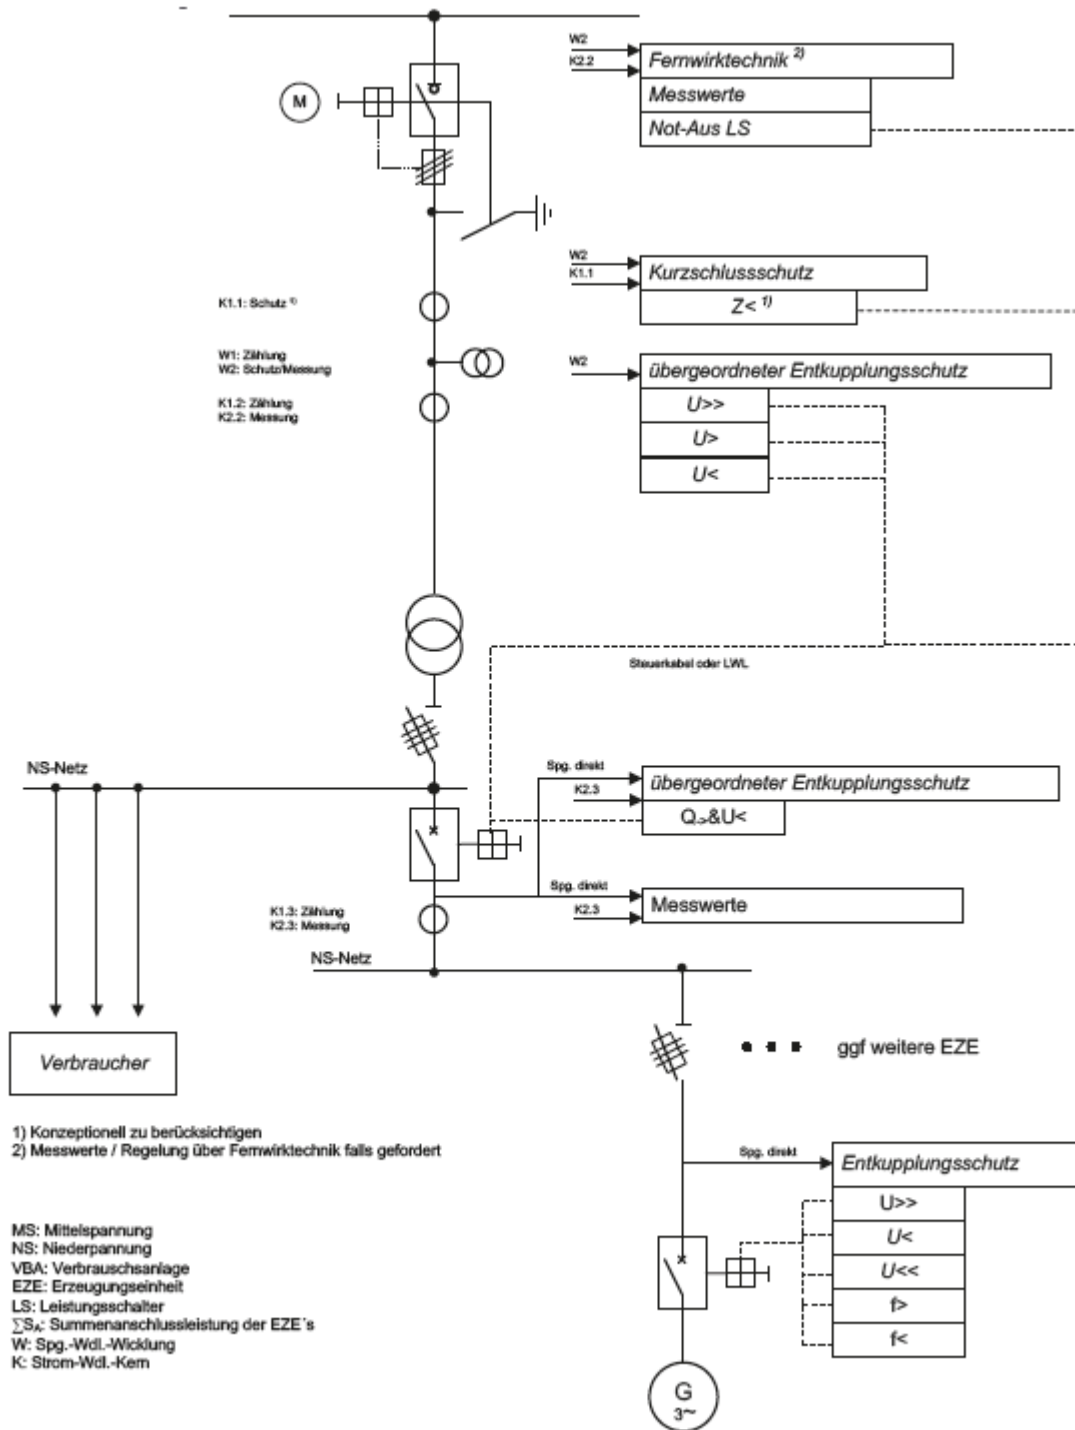 W2
K2.2
Fernwirktechnik 2)
Messwerte
Not-Aus LS
M
W2
K1.1
Kurzschlussschutz
Z< 1)
K1.1: Schutz 1)
W1: Zählung
W2: Schutz/Messung
K1.2: Zählung
K2.2: Messung
W2
übergeordneter Entkupplungsschutz
U>>
U>
U<
Steuerkabel oder LWL
NS-Netz
Spg. direkt
K2.3
übergeordneter Entkupplungsschutz
Q->&U<
Spg. direkt
K2.3
Messwerte
K1.3: Zählung
K2.3: Messung
NS-Netz
Verbraucher
ggf weitere EZE
1) Konzeptionell zu berücksichtigen
2) Messwerte / Regelung über Fernwirktechnik falls gefordert
Spg. direkt
Entkupplungsschutz
U>>
U<
U<<
f>
f<
MS: Mittelspannung
NS: Niederpannung
VBA: Verbrauschsanlage
EZE: Erzeugungseinheit
LS: Leistungsschalter
∑SA: Summenanschlussleistung der EZE´s
W: Spg.-Wdl.-Wicklung
K: Strom-Wdl.-Kern
G
3~